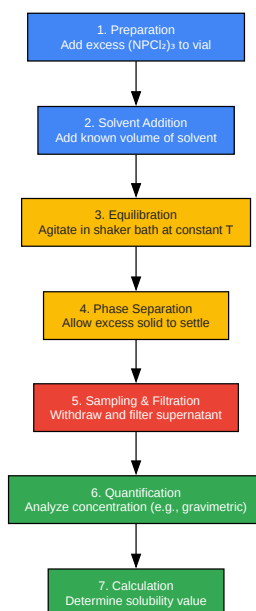 1. Preparation
Add excess (NPCl₂)₃ to vial
2. Solvent Addition
Add known volume of solvent
3. Equilibration
Agitate in shaker bath at constant T
4. Phase Separation
Allow excess solid to settle
5. Sampling & Filtration
Withdraw and filter supernatant
6. Quantification
Analyze concentration (e.g., gravimetric)
7. Calculation
Determine solubility value